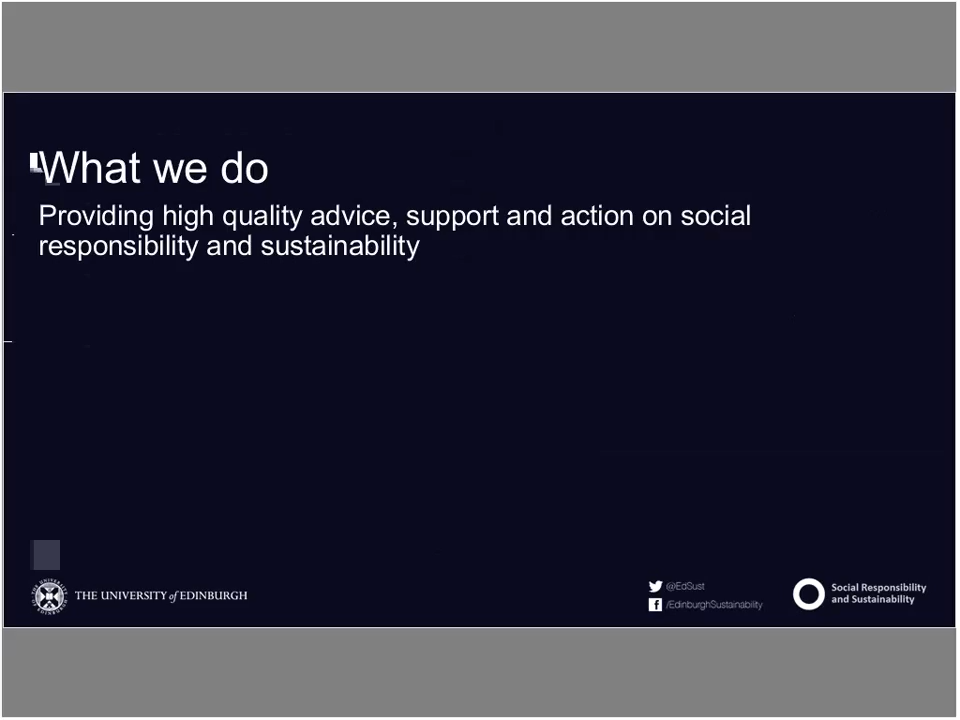 What we do
Providing high quality advice, support and action on social
responsibility and sustainability
THE UNIVERSITY of EDINBURGH
@EdSust
/EdinburghSustainability
Social Responsibility
and Sustainability